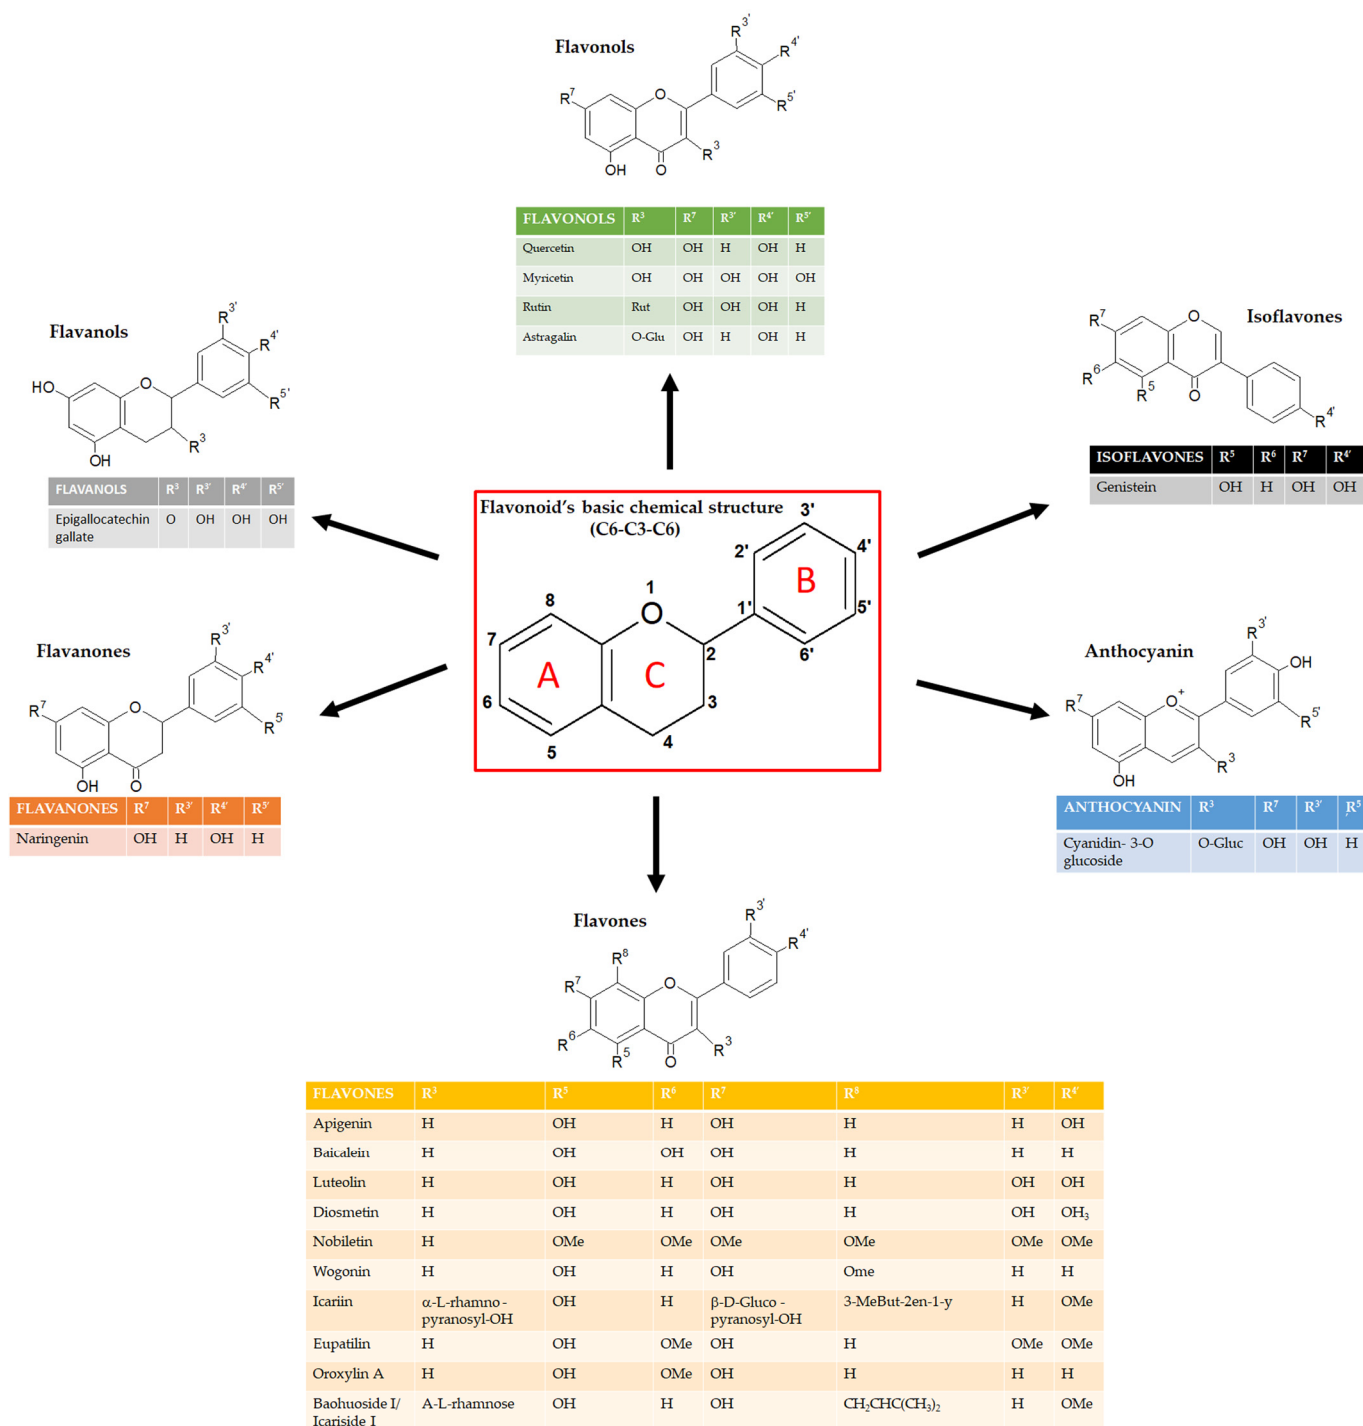 Flavonols
R3'
R4'
R7
O
R5'
R3
OH
O
FLAVONOLS R3 R7 R3' R4' R5'
Quercetin OH OH H OH H
Myricetin OH OH OH OH OH
Rutin Rut OH OH OH H
Astragalin O-Glu OH H OH H
Flavanols
R3'
R4'
HO
O
R5'
R3
OH
FLAVANOLS R3 R3' R4' R5'
Epigallocatechin O OH OH OH
gallate
Isoflavones
R7
O
R6
R5
O
R4'
ISOFLAVONES R5 R6 R7 R4'
Genistein OH H OH OH
Flavonoid's basic chemical structure
(C6-C3-C6)
3'
2'
4'
B
1
8
O
1'
5'
7
2
6'
A
C
6
3
5
4
Flavanones
R3'
R4'
R7
O
R5'
OH
O
FLAVANONES R7 R3' R4' R5'
Naringenin OH H OH H
Anthocyanin
R3'
OH
R7
O+
R5'
R3
OH
ANTHOCYANIN R3 R7 R3' R5'
Cyanidin- 3-O O-Gluc OH OH H
glucoside
Flavones
R3'
R4'
R8
R7
O
R6
R5
O
R3
FLAVONES R3 R5 R6 R7 R8 R3' R4'
Apigenin H OH H OH H H OH
Baicalein H OH OH OH H H H
Luteolin H OH H OH H OH OH
Diosmetin H OH H OH H OH OH3
Nobiletin H OMe OMe OMe OMe OMe OMe
Wogonin H OH H OH Ome H H
Icariin α-L-rhamno- OH H β-D-Gluco- 3-MeBut-2en-1-y H OMe
pyranosyl-OH pyranosyl-OH
Eupatilin H OH OMe OH H OMe OMe
Oroxylin A H OH OMe OH H H H
Baohuoside I/ A-L-rhamnose OH H OH CH2CHC(CH3)2 H OMe
Icariside I